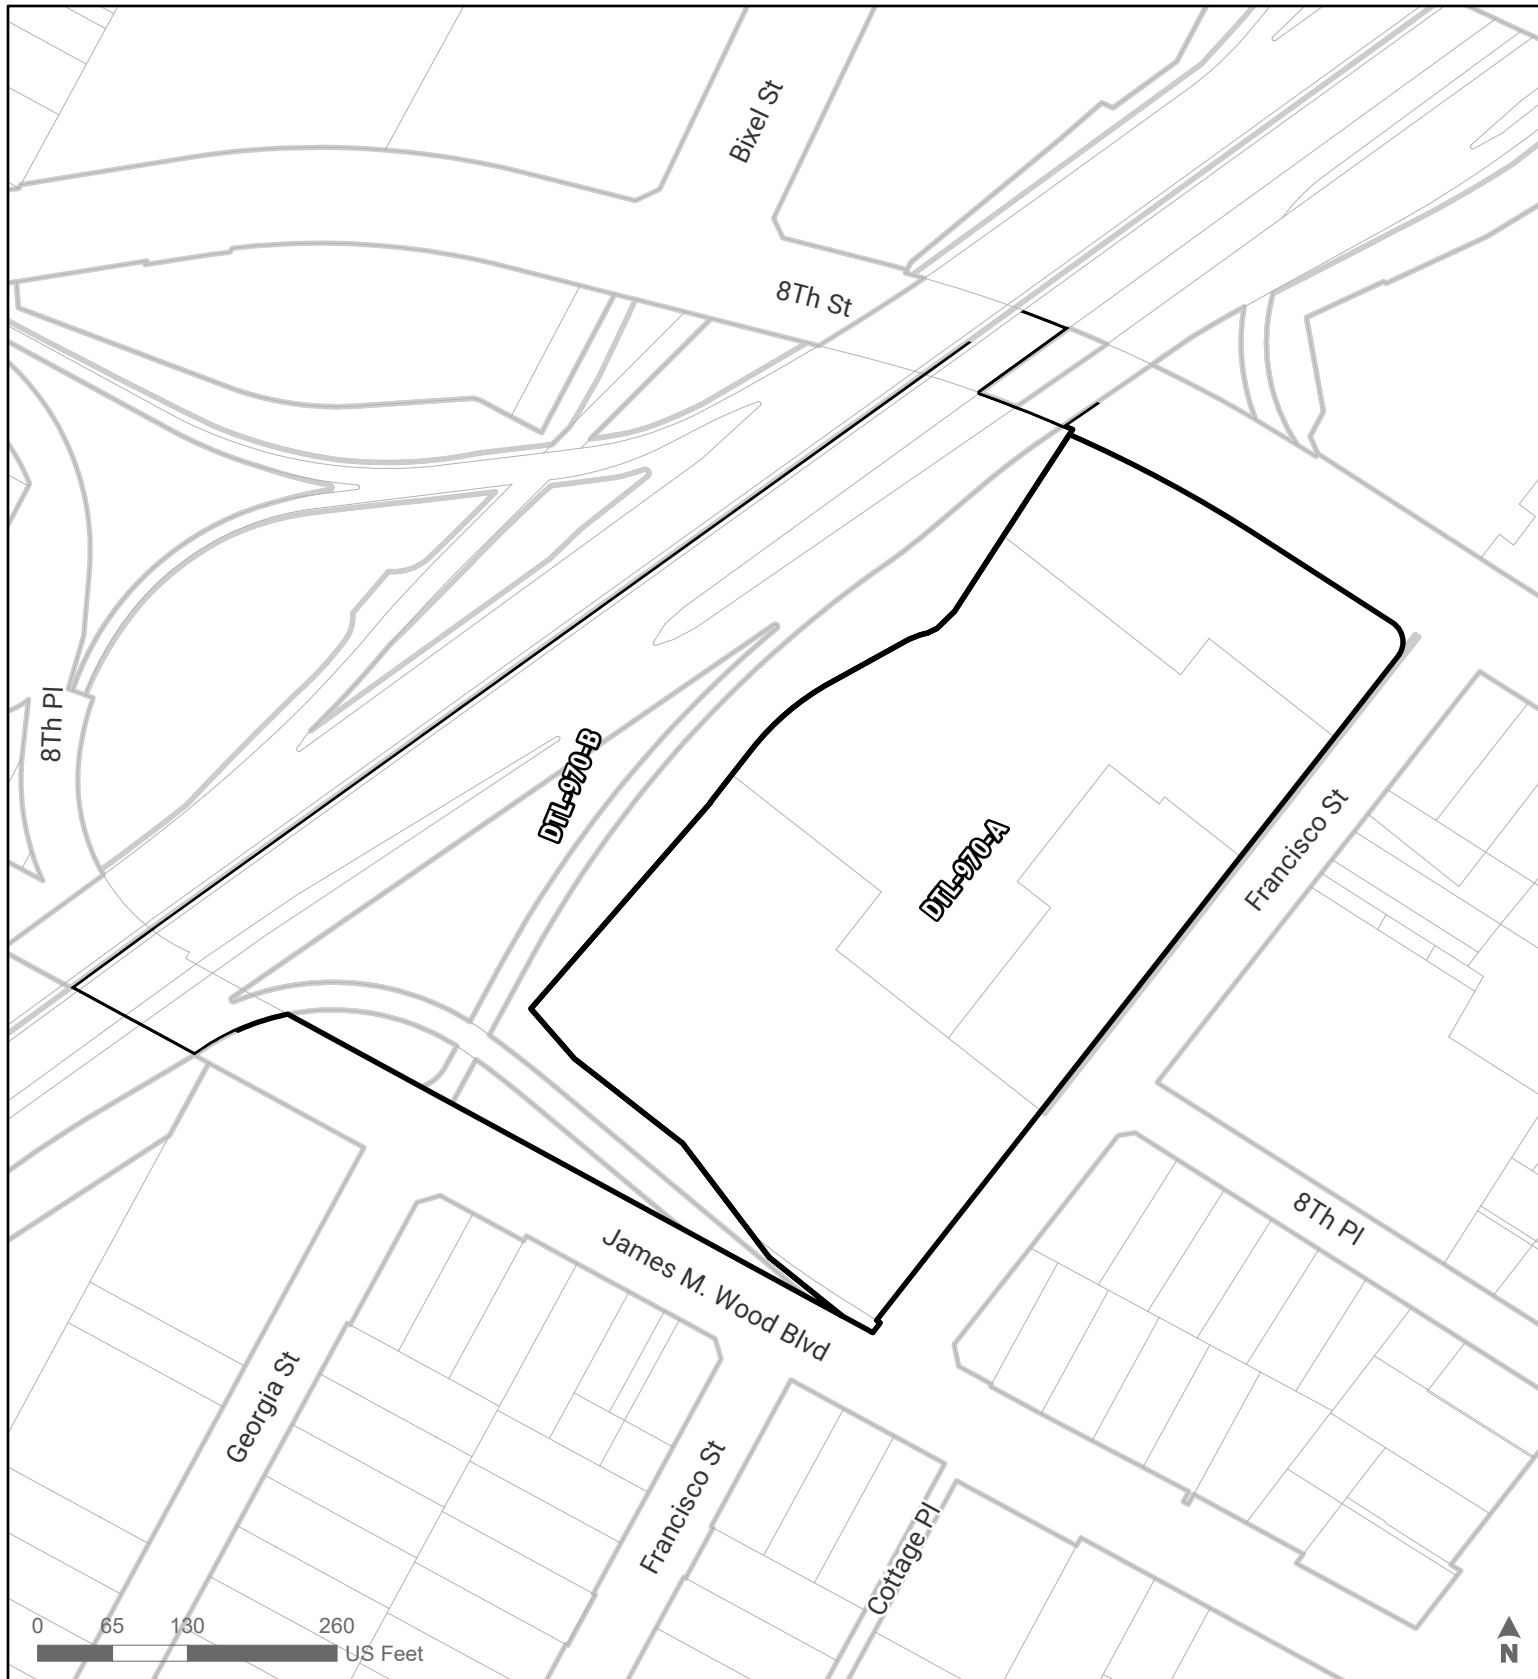 Bixel St
8Th St
8Th Pl
DTL-970-B
DTL-970-A
Francisco St
8Th Pl
James M. Wood Blvd
Georgia St
Francisco St
Cottage Pl
0 65 130 260
US Feet
N